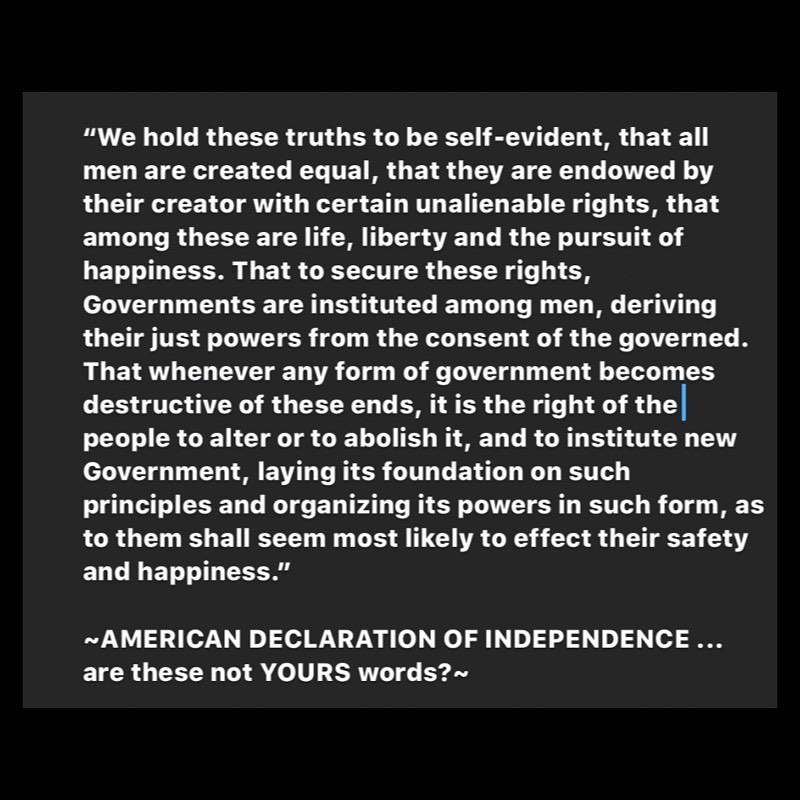 “We hold these truths to be self-evident, that all
men are created equal, that they are endowed by
their creator with certain unalienable rights, that
among these are life, liberty and the pursuit of
happiness. That to secure these rights,
Governments are instituted among men, deriving
their just powers from the consent of the governed.
That whenever any form of government becomes
destructive of these ends, it is the right of the
people to alter or to abolish it, and to institute new
Government, laying its foundation on such
principles and organizing its powers in such form, as
to them shall seem most likely to effect their safety
and happiness.”
~AMERICAN DECLARATION OF INDEPENDENCE ...
are these not YOURS words?~